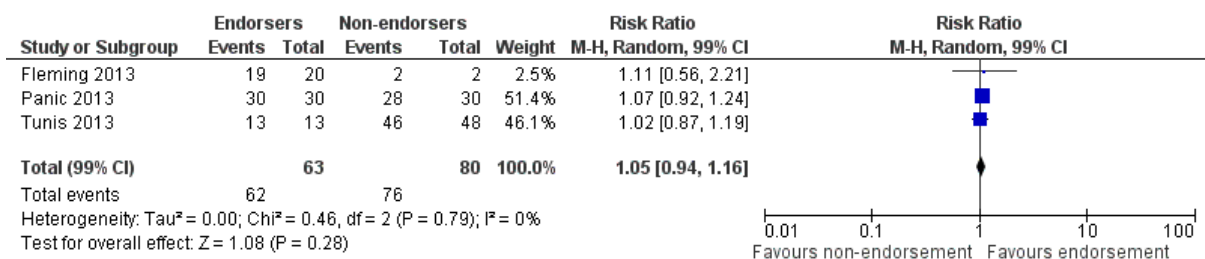 Endorsers Non-endorsers Risk Ratio Risk Ratio
Study or Subgroup Events Total Events Total Weight M-H, Random, 99% CI M-H, Random, 99% CI
Fleming 2013 19 20 2 2 2.5% 1.11 [0.56, 2.21]
Panic 2013 30 30 28 30 51.4% 1.07 [0.92, 1.24]
Tunis 2013 13 13 46 48 46.1% 1.02 [0.87, 1.19]
Total (99% CI) 63 80 100.0% 1.05 [0.94, 1.16]
Total events 62 76
Heterogeneity: Tau² = 0.00; Chi² = 0.46, df = 2 (P = 0.79); I² = 0%
Test for overall effect: Z = 1.08 (P = 0.28)
0.01 0.1 1 10 100
Favours non-endorsement Favours endorsement